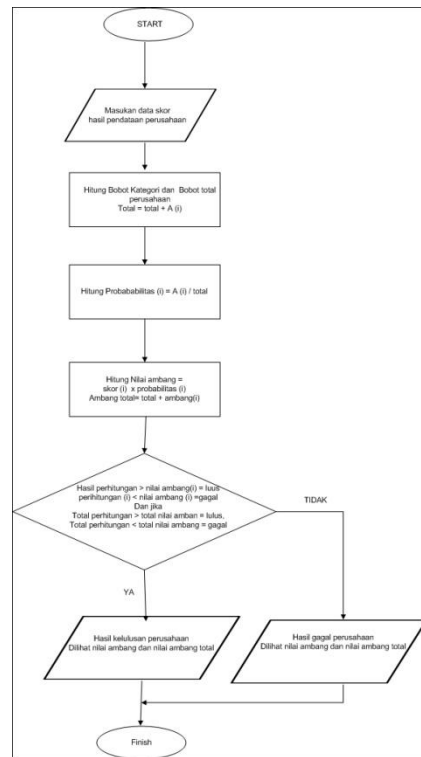 START
Masukan data skor
hasil pendataan perusahaan
Hitung Bobot Kategori dan Bobot total
perusahaan
Total = total + A (i)
Hitung Probababilitas (i) = A (i) / total
Hitung Nilai ambang =
skor (i) x probabilitas (i)
Ambang total= total + ambang(i)
Hasil perhitungan > nilai ambang(i) = luus
perihitungan (i) < nilai ambang (i) =gagal
Dan jika
Total perhitungan > total nilai amban = lulus,
Total perhitungan < total nilai ambang = gagal
TIDAK
YA
Hasil kelulusan perusahaan
Dilihat nilai ambang dan nilai ambang total
Hasil gagal perusahaan
Dilihat nilai ambang dan nilai ambang total
Finish